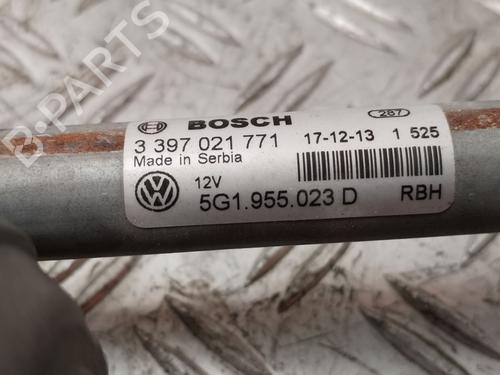 B-PARTS
BOSCH
267
3 397 021 771
17-12-13 1 525
Made in Serbia
12V
5G1.955.023 D
RBH
B-PARTS